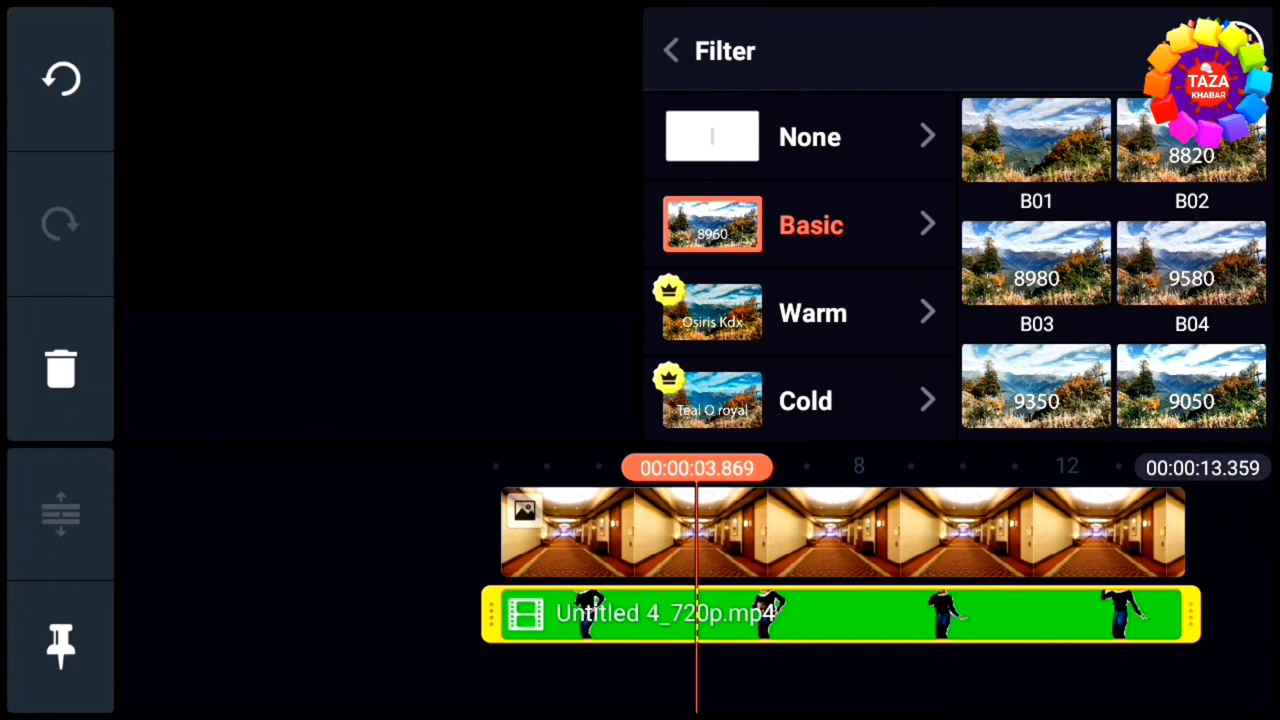 Filter
TAZA
KHABAR
None
8820
B01
B02
8960
Basic
8980
9580
B03
B04
Osiris Kdx
Warm
9350
9050
Teal O royal
Cold
00:00:03.869
8
12
00:00:13.359
Untitled 4_720p.mp4